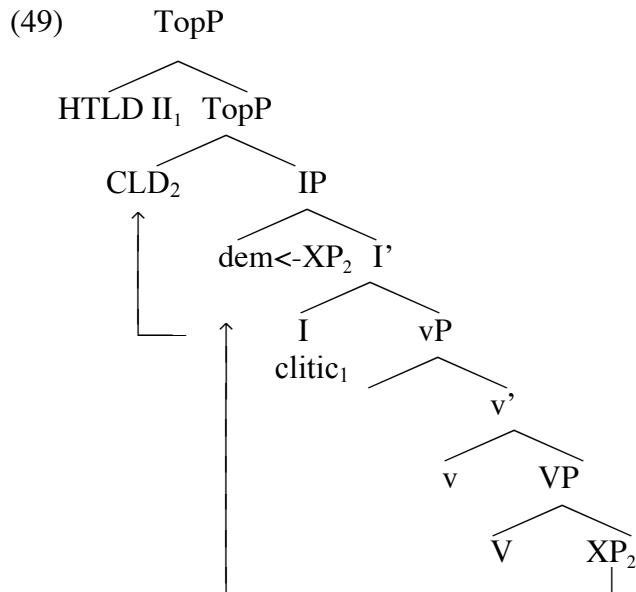 (49) TopP
HTLD II₁ TopP
CLD₂ IP
dem<-XP₂ I’
I vP
clitic₁
v’
v VP
V XP₂